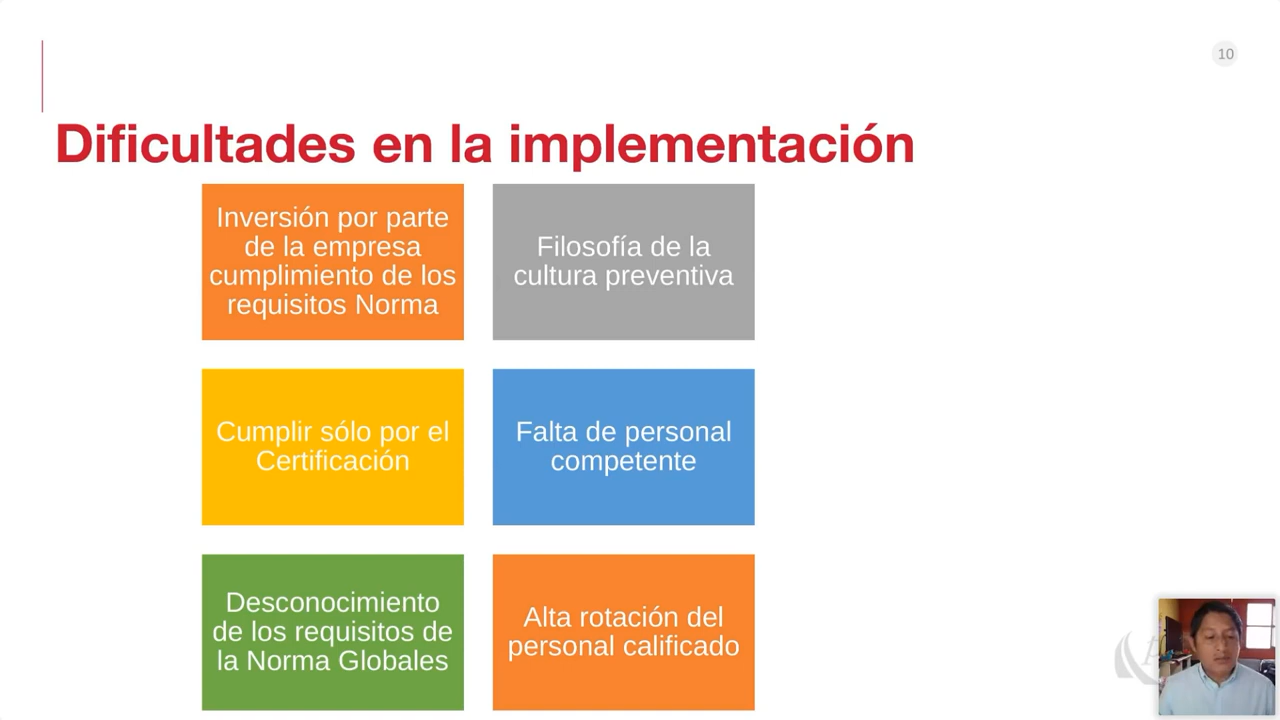 10
Dificultades en la implementación
Inversión por parte
de la empresa
cumplimiento de los
requisitos Norma
Filosofía de la
cultura preventiva
Cumplir sólo por el
Certificación
Falta de personal
competente
Desconocimiento
de los requisitos de
la Norma Globales
Alta rotación del
personal calificado